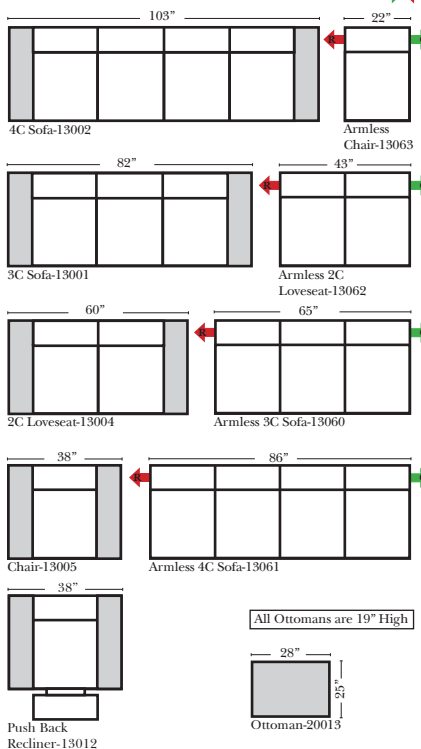 103”
22”
R
4C Sofa-13002
Armless
Chair-13063
82”
43”
R
3C Sofa-13001
Armless 2C
Loveseat-13062
60”
65”
R
2C Loveseat-13004
Armless 3C Sofa-13060
38”
86”
R
Chair-13005
Armless 4C Sofa-13061
38”
All Ottomans are 19” High
28”
25”
Push Back
Recliner-13012
Ottoman-20013